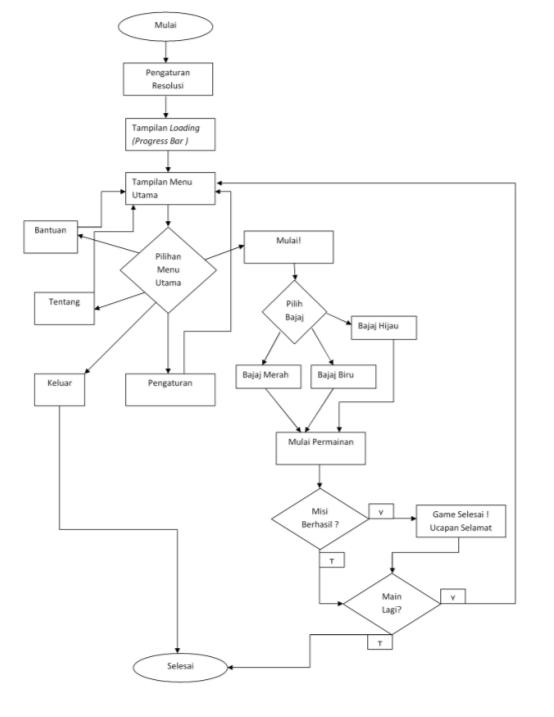 Mulai
Pengaturan
Resolusi
Tampilan Loading
(Progress Bar )
Tampilan Menu
Utama
Bantuan
Mulai!
Pilihan
Menu
Utama
Tentang
Pilih
Bajaj
Bajaj Hijau
Keluar
Pengaturan
Bajaj Merah
Bajaj Biru
Mulai Permainan
Misi
Berhasil ?
Y
Game Selesai !
Ucapan Selamat
T
Main
Lagi?
Y
T
Selesai